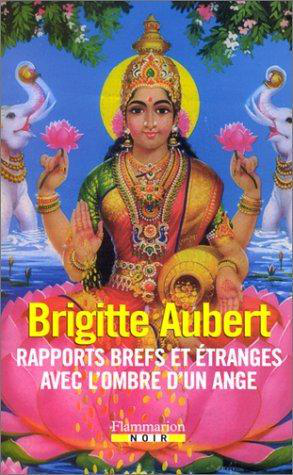 Brigitte Aubert
RAPPORTS BREFS ET ÉTRANGES
AVEC L'OMBRE D'UN ANGE
Flammarion
NOIR